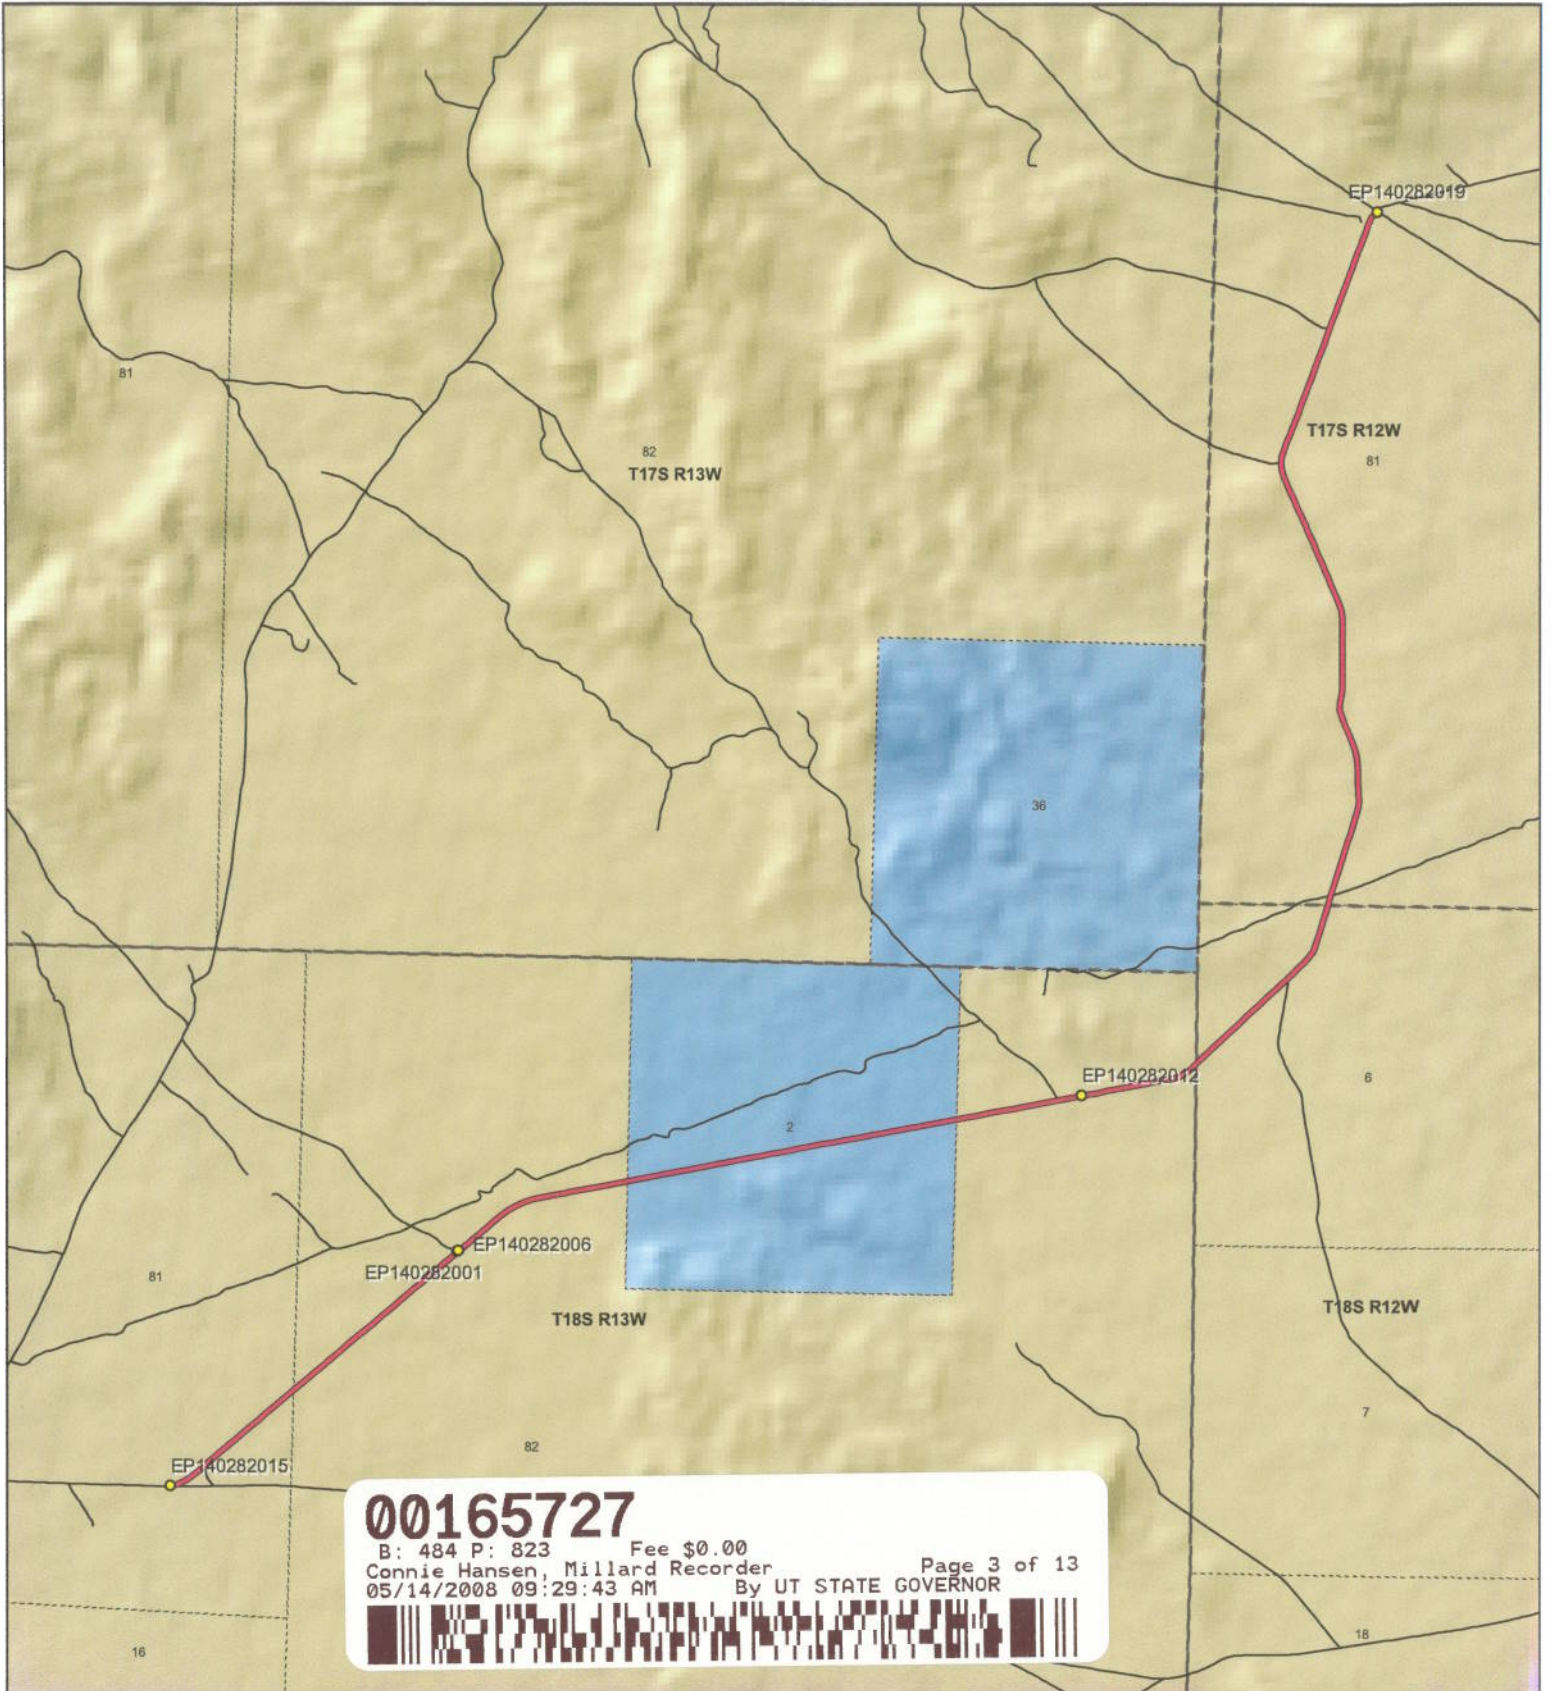 EP140282019
81
T17S R12W
82
T17S R13W
81
36
EP140282012
6
2
EP140282006
EP140282001
81
T18S R13W
T18S R12W
7
82
EP140282015
00165727
B: 484 P: 823 Fee $0.00
Connie Hansen, Millard Recorder Page 3 of 13
05/14/2008 09:29:43 AM By UT STATE GOVERNOR
16
18